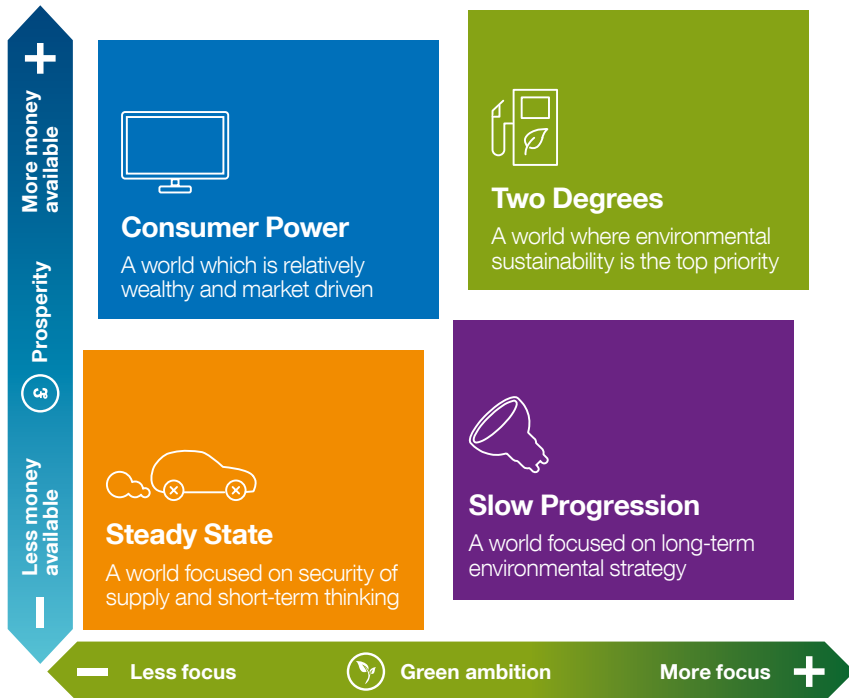 More money
available
Prosperity
£
Less money
available
Consumer Power
A world which is relatively
wealthy and market driven
Two Degrees
A world where environmental
sustainability is the top priority
Steady State
A world focused on security of
supply and short-term thinking
Slow Progression
A world focused on long-term
environmental strategy
Less focus
Green ambition
More focus